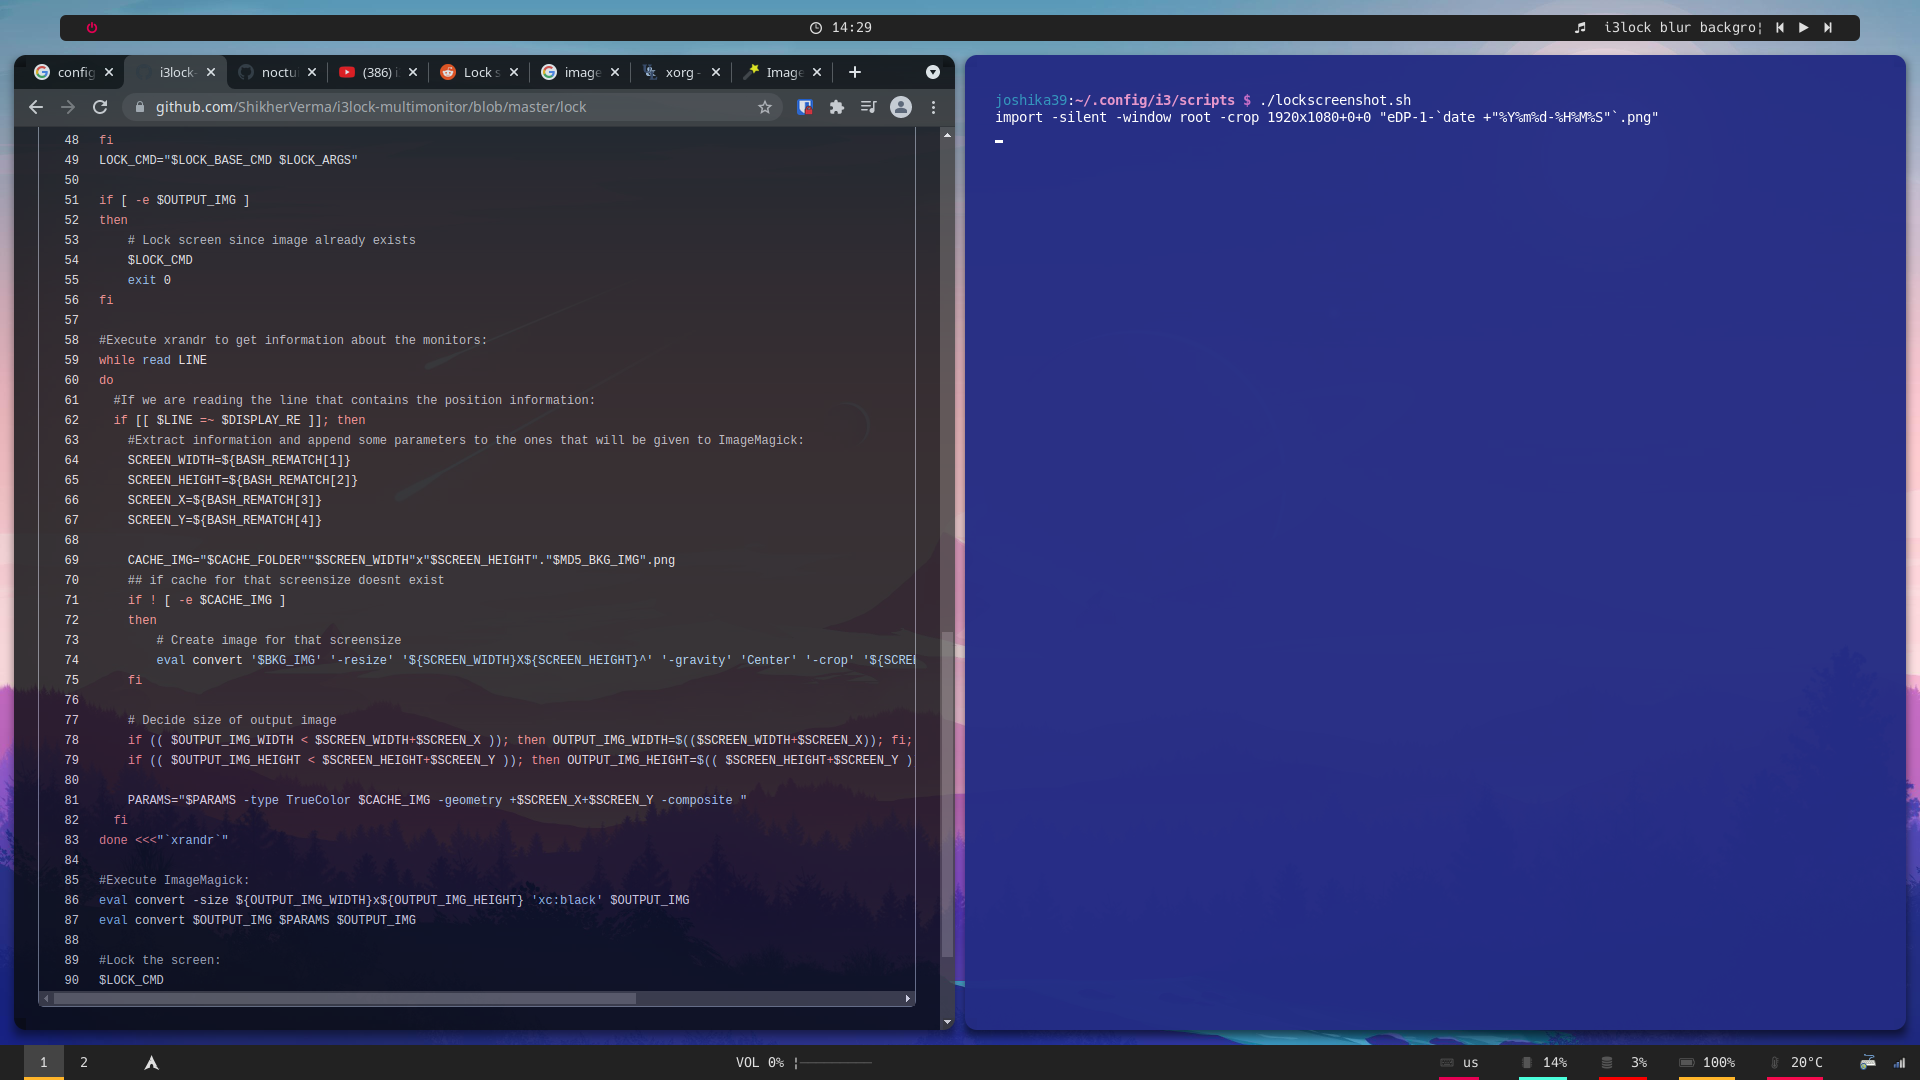 14:29
i3lock blur backgro¦
config
i3lock-
noctu
(386) i
Lock s
image
xorg -
Image
github.com/ShikherVerma/i3lock-multimonitor/blob/master/lock
48 fi
49 LOCK_CMD="$LOCK_BASE_CMD $LOCK_ARGS"
50
51 if [ -e $OUTPUT_IMG ]
52 then
53 # Lock screen since image already exists
54 $LOCK_CMD
55 exit 0
56 fi
57
58 #Execute xrandr to get information about the monitors:
59 while read LINE
60 do
61 #If we are reading the line that contains the position information:
62 if [[ $LINE =~ $DISPLAY_RE ]]; then
63 #Extract information and append some parameters to the ones that will be given to ImageMagick:
64 SCREEN_WIDTH=${BASH_REMATCH[1]}
65 SCREEN_HEIGHT=${BASH_REMATCH[2]}
66 SCREEN_X=${BASH_REMATCH[3]}
67 SCREEN_Y=${BASH_REMATCH[4]}
68
69 CACHE_IMG="$CACHE_FOLDER""$SCREEN_WIDTH"x"$SCREEN_HEIGHT"."$MD5_BKG_IMG".png
70 ## if cache for that screensize doesnt exist
71 if ! [ -e $CACHE_IMG ]
72 then
73 # Create image for that screensize
74 eval convert '$BKG_IMG' '-resize' '${SCREEN_WIDTH}X${SCREEN_HEIGHT}^' '-gravity' 'Center' '-crop' '${SCREE
75 fi
76
77 # Decide size of output image
78 if (( $OUTPUT_IMG_WIDTH < $SCREEN_WIDTH+$SCREEN_X )); then OUTPUT_IMG_WIDTH=$(($SCREEN_WIDTH+$SCREEN_X)); fi;
79 if (( $OUTPUT_IMG_HEIGHT < $SCREEN_HEIGHT+$SCREEN_Y )); then OUTPUT_IMG_HEIGHT=$(( $SCREEN_HEIGHT+$SCREEN_Y )
80
81 PARAMS="$PARAMS -type TrueColor $CACHE_IMG -geometry +$SCREEN_X+$SCREEN_Y -composite "
82 fi
83 done <<<"`xrandr`"
84
85 #Execute ImageMagick:
86 eval convert -size ${OUTPUT_IMG_WIDTH}x${OUTPUT_IMG_HEIGHT} 'xc:black' $OUTPUT_IMG
87 eval convert $OUTPUT_IMG $PARAMS $OUTPUT_IMG
88
89 #Lock the screen:
90 $LOCK_CMD
joshika39:~/.config/i3/scripts $ ./lockscreenshot.sh
import -silent -window root -crop 1920x1080+0+0 "eDP-1-`date +"%Y%m%d-%H%M%S"`.png"
1
2
VOL 0%
us
14%
3%
100%
20°C